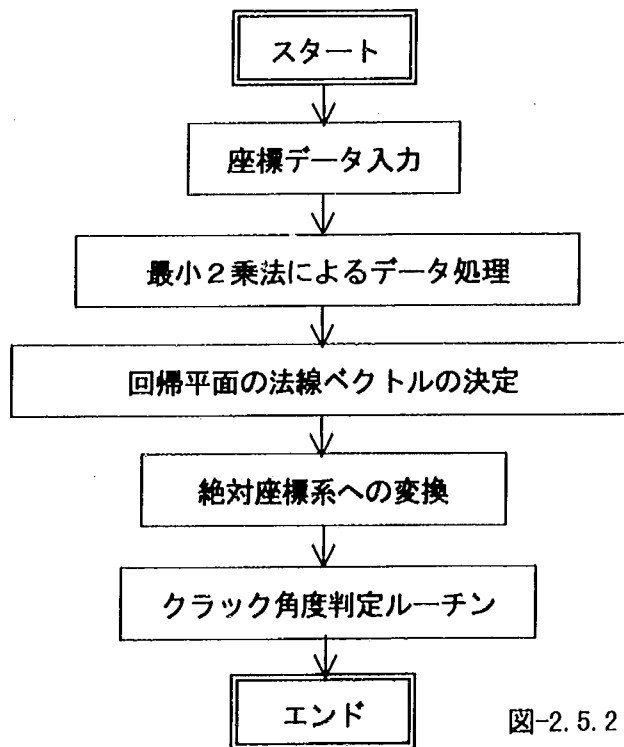 スタート
座標データ入力
最小２乗法によるデータ処理
回帰平面の法線ベクトルの決定
絶対座標系への変換
クラック角度判定ルーチン
エンド
図-2.5.2